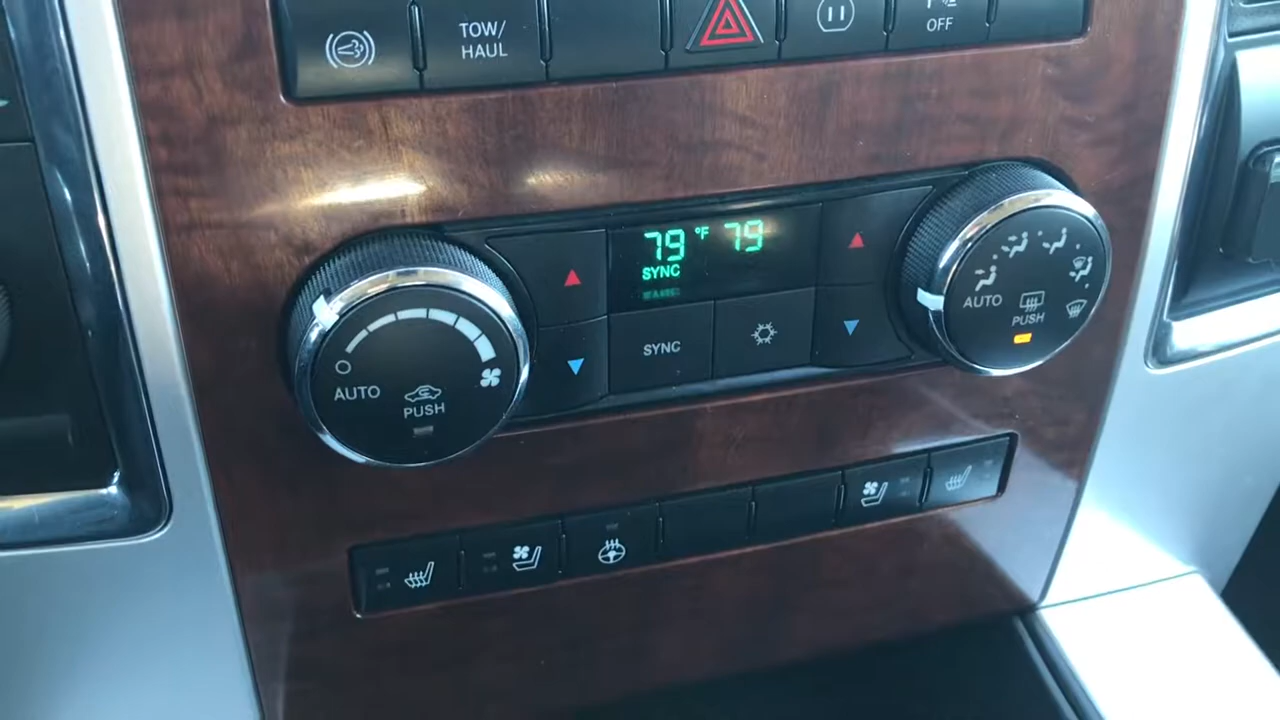 TOW/
HAUL
OFF
79 °F 79
SYNC
SYNC
AUTO
PUSH
AUTO
PUSH